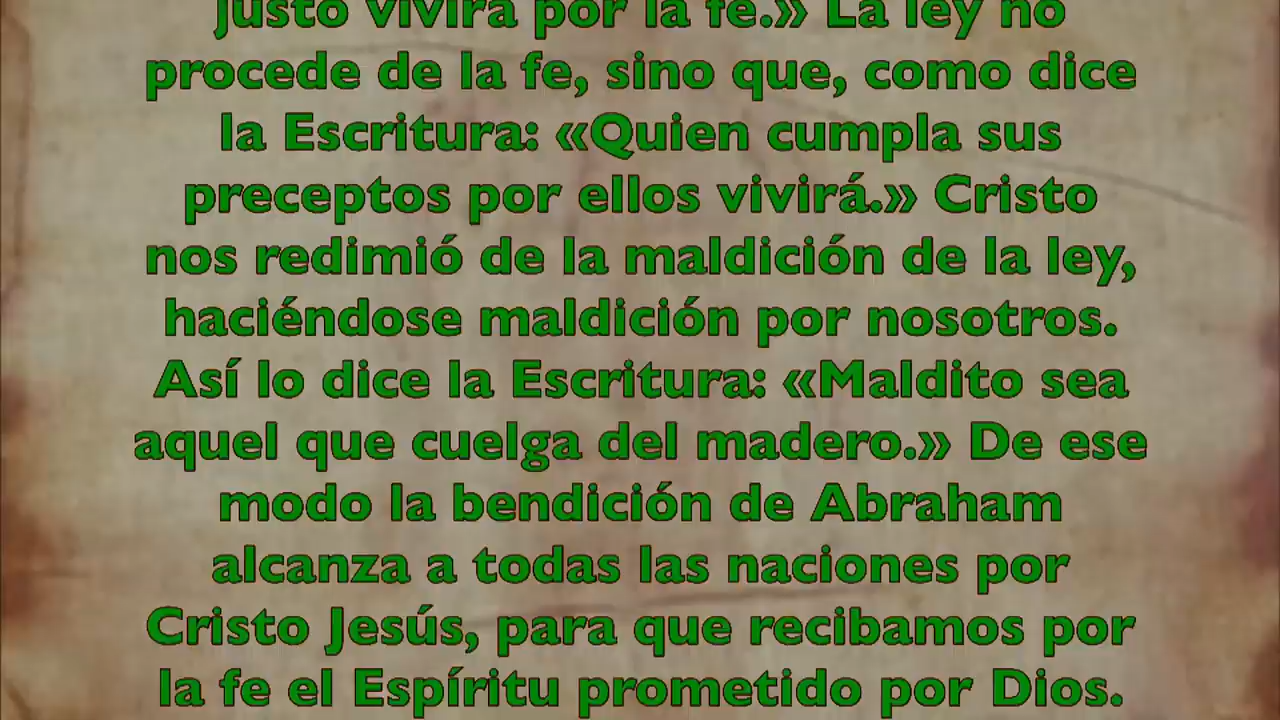 justo vivirá por la fe.» La ley no
procede de la fe, sino que, como dice
la Escritura: «Quien cumpla sus
preceptos por ellos vivirá.» Cristo
nos redimió de la maldición de la ley,
haciéndose maldición por nosotros.
Así lo dice la Escritura: «Maldito sea
aquel que cuelga del madero.» De ese
modo la bendición de Abraham
alcanza a todas las naciones por
Cristo Jesús, para que recibamos por
la fe el Espíritu prometido por Dios.